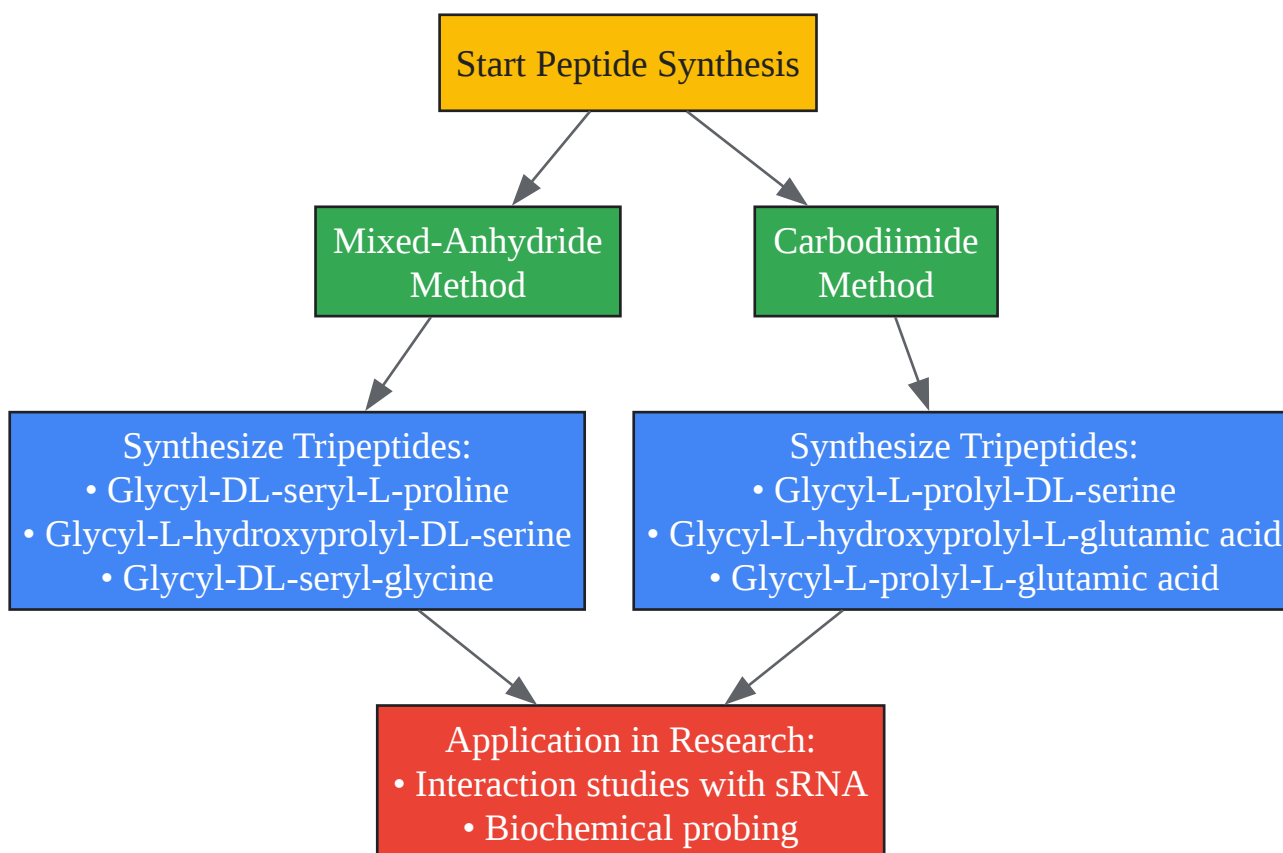 Start Peptide Synthesis
Mixed-Anhydride
Method
Carbodiimide
Method
Synthesize Tripeptides:
• Glycyl-DL-seryl-L-proline
• Glycyl-L-hydroxyprolyl-DL-serine
• Glycyl-DL-seryl-glycine
Synthesize Tripeptides:
• Glycyl-L-prolyl-DL-serine
• Glycyl-L-hydroxyprolyl-L-glutamic acid
• Glycyl-L-prolyl-L-glutamic acid
Application in Research:
• Interaction studies with sRNA
• Biochemical probing